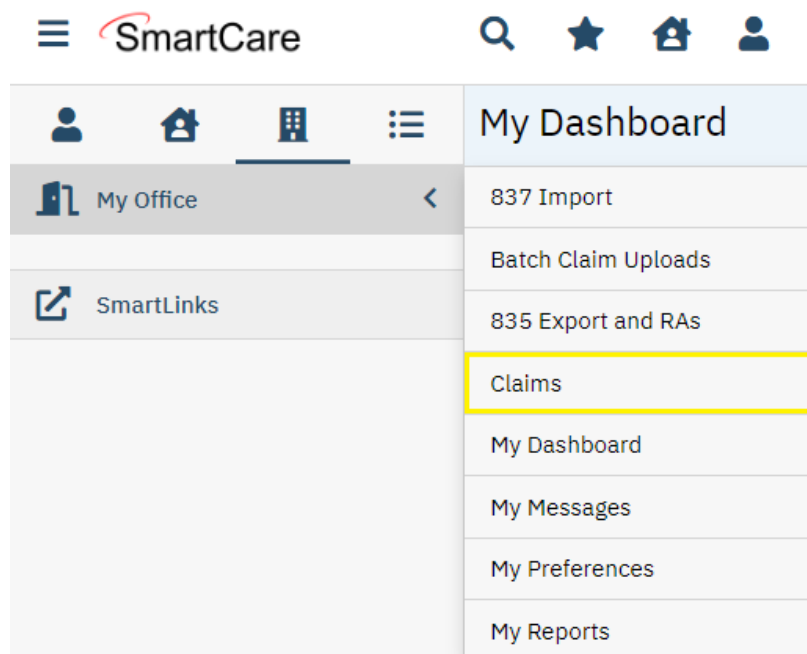 SmartCare
My Dashboard
My Office
SmartLinks
837 Import
Batch Claim Uploads
835 Export and RAs
Claims
My Dashboard
My Messages
My Preferences
My Reports